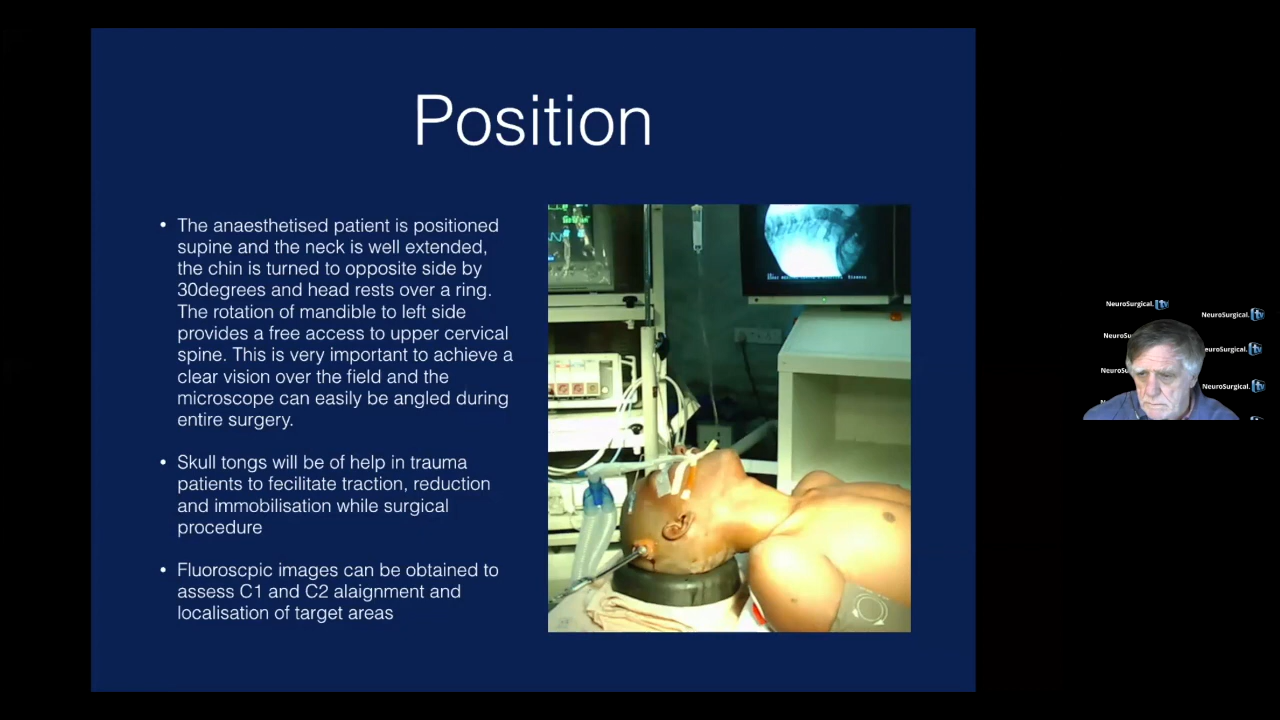 Position
• The anaesthetised patient is positioned
supine and the neck is well extended,
the chin is turned to opposite side by
30degrees and head rests over a ring.
The rotation of mandible to left side
provides a free access to upper cervical
spine. This is very important to achieve a
clear vision over the field and the
microscope can easily be angled during
entire surgery.
• Skull tongs will be of help in trauma
patients to fecilitate traction, reduction
and immobilisation while surgical
procedure
• Fluoroscpic images can be obtained to
assess C1 and C2 alaignment and
localisation of target areas
NeuroSurgical.tv
NeuroSurgical.tv
NeuroSu
euroSurgical.tv
NeuroS
NeuroSurgical.tv